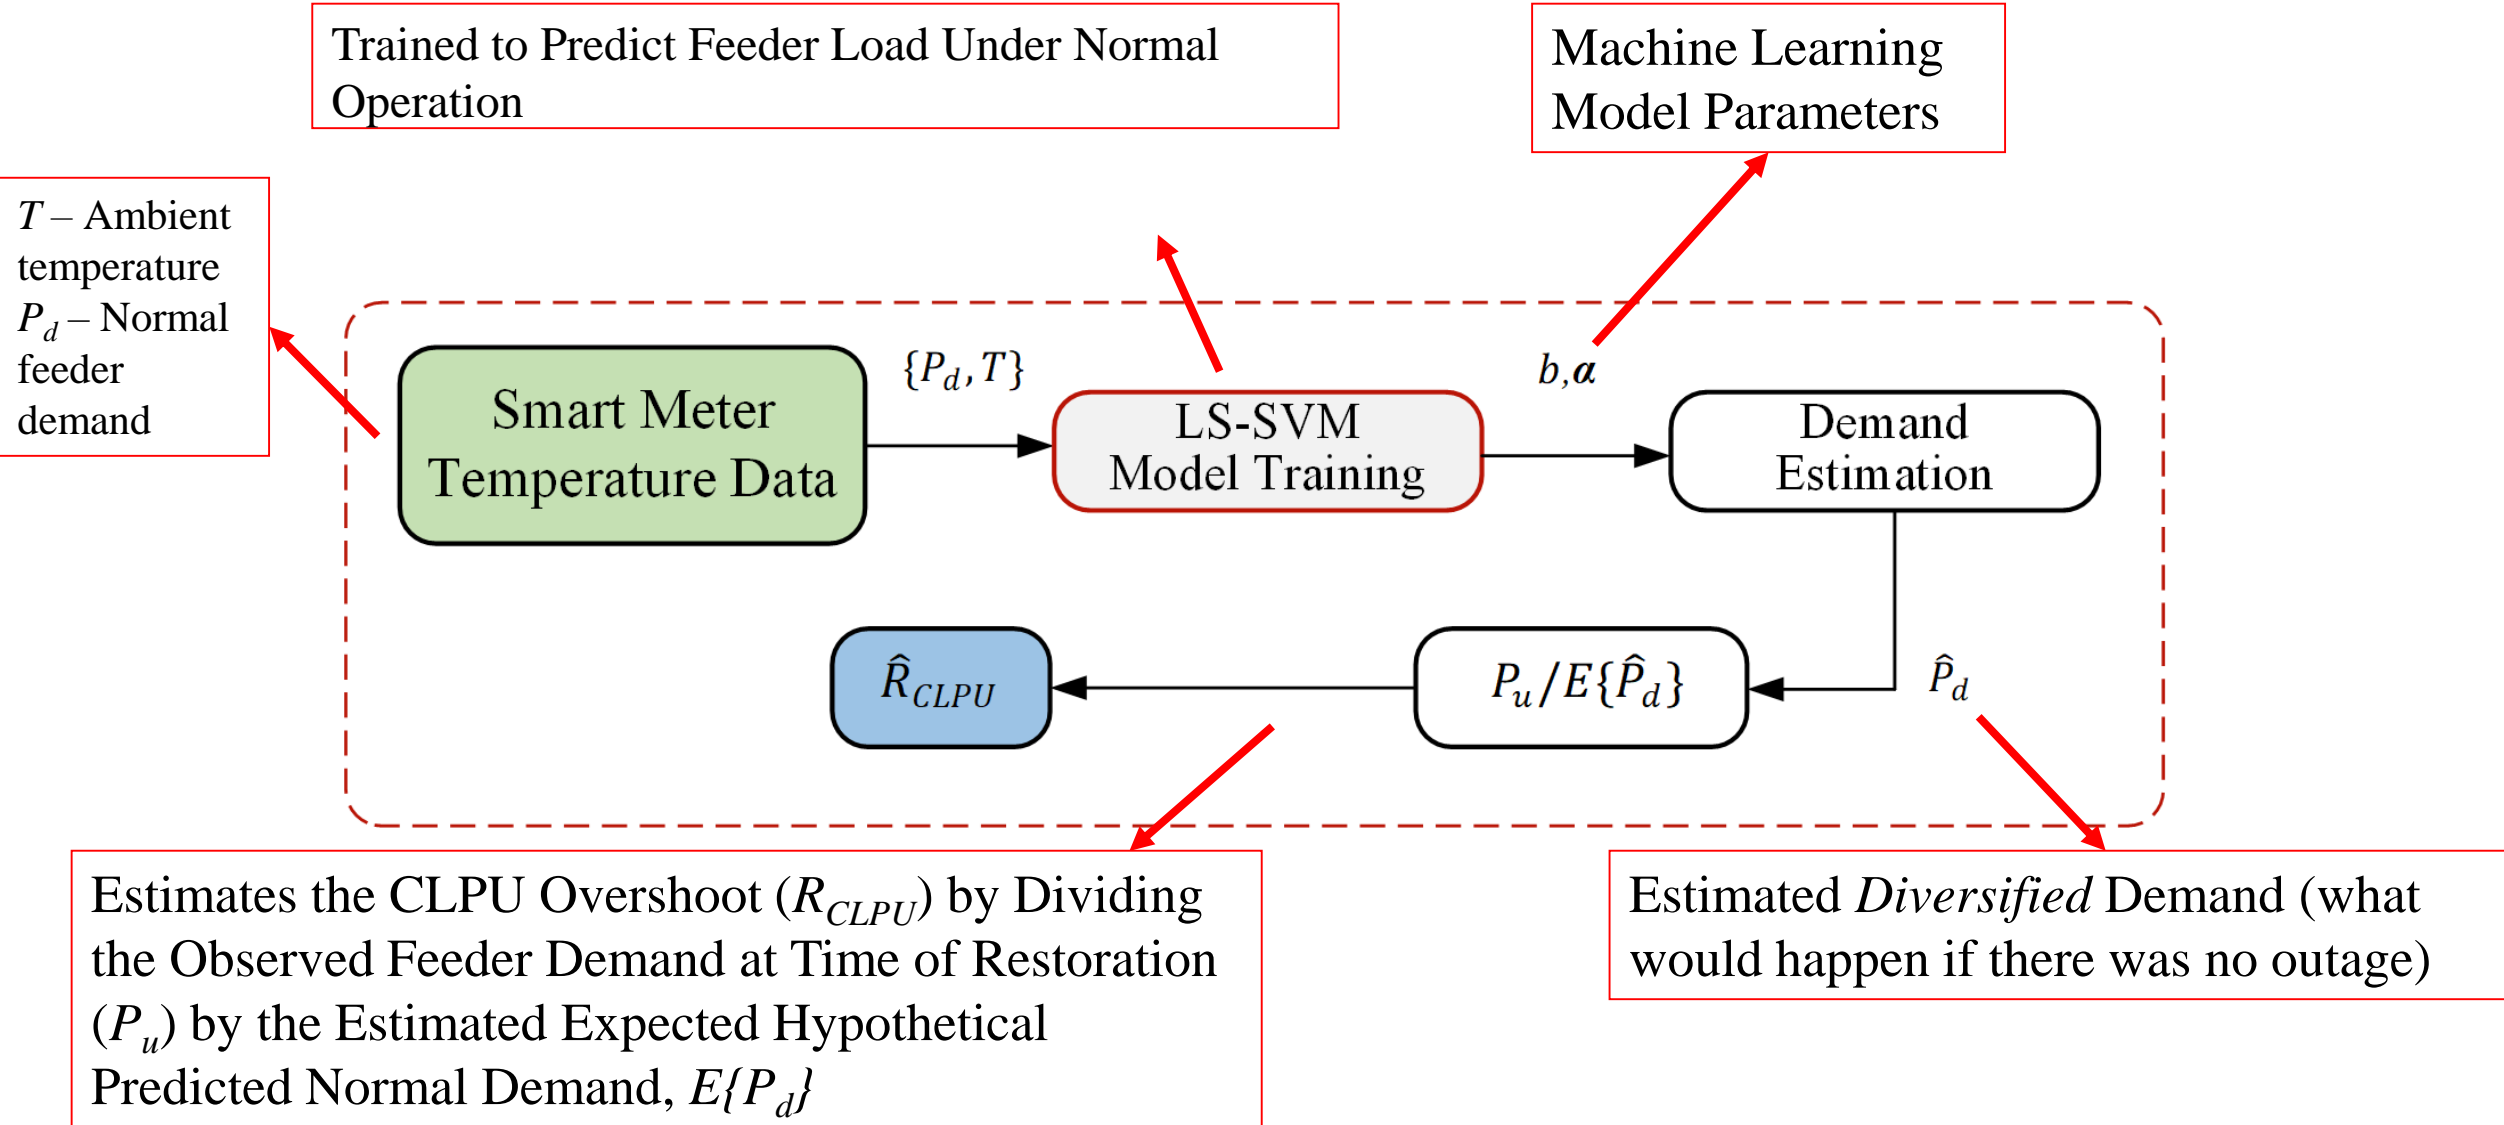 Trained to Predict Feeder Load Under Normal
Operation
Machine Learning
Model Parameters
T – Ambient
temperature
P_d – Normal
feeder
demand
Smart Meter
Temperature Data
{P_d, T}
LS-SVM
Model Training
b, α
Demand
Estimation
R̂_CLPU
P_u/E{P̂_d}
P̂_d
Estimates the CLPU Overshoot (R_CLPU) by Dividing
the Observed Feeder Demand at Time of Restoration
(P_u) by the Estimated Expected Hypothetical
Predicted Normal Demand, E{P_d}
Estimated Diversified Demand (what
would happen if there was no outage)